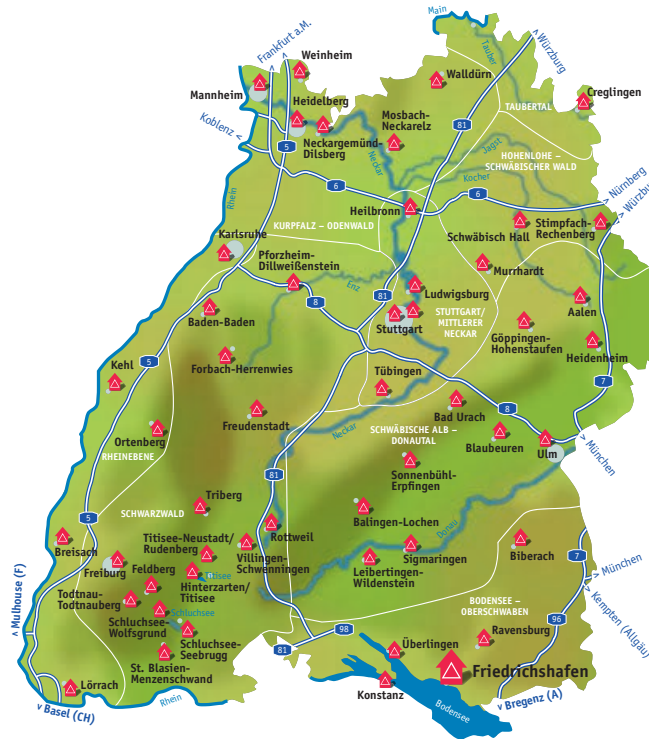 Main
Frankfurt a.M.
Weinheim
Würzburg
Tauber
Walldürn
Mannheim
Creglingen
TAUBERTAL
Heidelberg
Koblenz
Mosbach-
Neckarelz
81
5
Neckargemünd-
Dilsberg
Neckar
Jagst
HOHENLOHE –
SCHWÄBISCHER WALD
Kocher
6
6
Nürnberg
Würzbu
Rhein
Heilbronn
KURPFALZ – ODENWALD
Stimpfach-
Rechenberg
Karlsruhe
Schwäbisch Hall
Pforzheim-
Dillweißenstein
Murrhardt
Enz
Ludwigsburg
81
8
Aalen
Baden-Baden
STUTTGART/
MITTLERER
NECKAR
Stuttgart
Göppingen-
Hohenstaufen
5
Forbach-Herrenwies
Heidenheim
Kehl
Tübingen
7
Bad Urach
8
Freudenstadt
Neckar
SCHWÄBISCHE ALB –
DONAUTAL
Ortenberg
Blaubeuren
Ulm
München
RHEINEBENE
81
Sonnenbühl-
Erpfingen
Triberg
SCHWARZWALD
5
Balingen-Lochen
Donau
Rottweil
Breisach
Titisee-Neustadt/
Rudenberg
Villingen-
Schwenningen
Sigmaringen
Biberach
7
Freiburg
Feldberg
Titisee
Hinterzarten/
Titisee
Leibertingen-
Wildenstein
München
Todtnau-
Todtnauberg
Schluchsee
BODENSEE –
OBERSCHWABEN
Kempten (Allgäu)
Mulhouse (F)
Schluchsee-
Wolfsgrund
96
98
Ravensburg
Schluchsee-
Seebrugg
81
Überlingen
St. Blasien-
Menzenschwand
Friedrichshafen
Lörrach
Konstanz
Rhein
Bodensee
Bregenz (A)
Basel (CH)